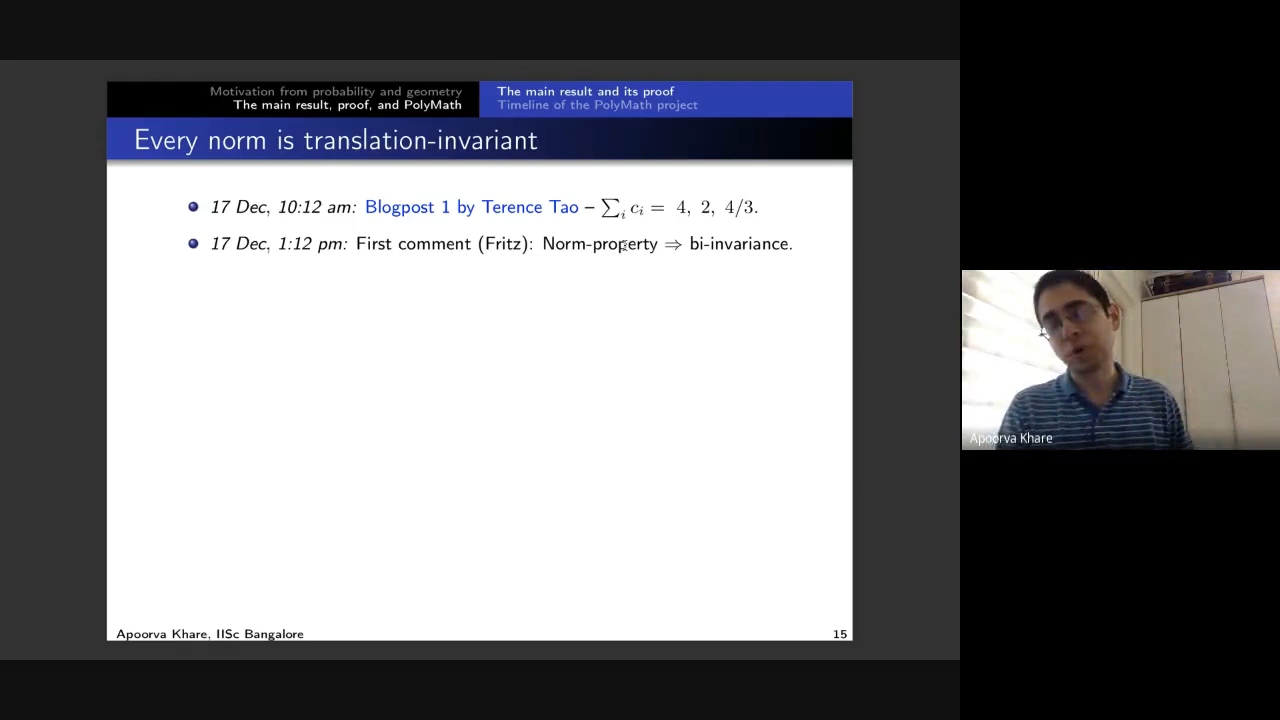 Motivation from probability and geometry
The main result, proof, and PolyMath
The main result and its proof
Timeline of the PolyMath project
Every norm is translation-invariant
17 Dec, 10:12 am: Blogpost 1 by Terence Tao – ∑ᵢ cᵢ = 4, 2, 4/3.
17 Dec, 1:12 pm: First comment (Fritz): Norm-property ⇒ bi-invariance.
Apoorva Khare
Apoorva Khare, IISc Bangalore
15